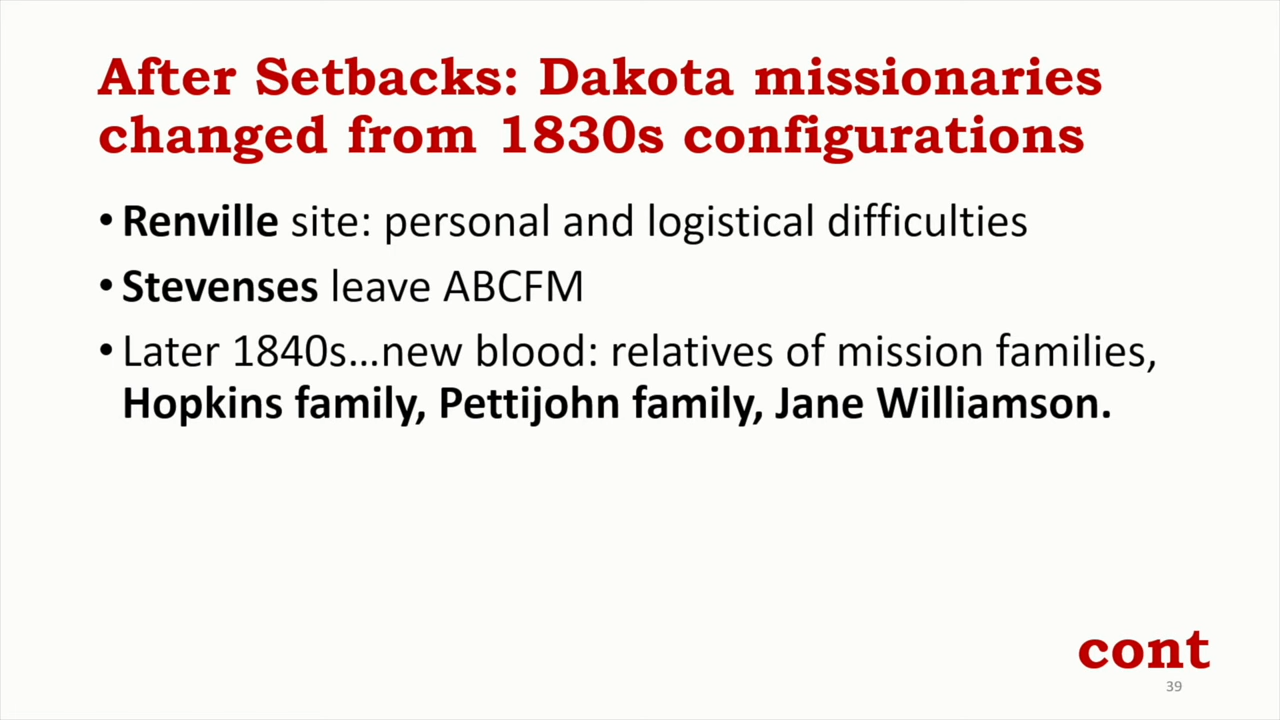 After Setbacks: Dakota missionaries
changed from 1830s configurations
• Renville site: personal and logistical difficulties
• Stevenses leave ABCFM
• Later 1840s...new blood: relatives of mission families,
Hopkins family, Pettijohn family, Jane Williamson.
cont
39